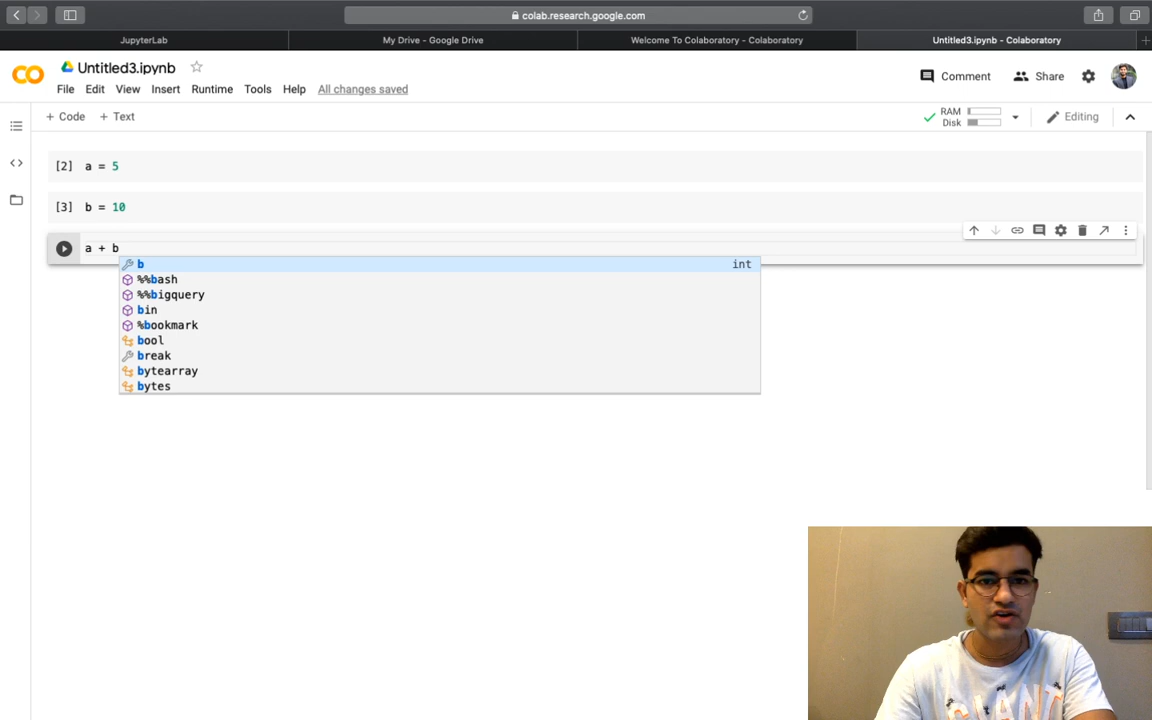 colab.research.google.com
JupyterLab
My Drive - Google Drive
Welcome To Colaboratory - Colaboratory
Untitled3.ipynb - Colaboratory
CO
Untitled3.ipynb
File Edit View Insert Runtime Tools Help All changes saved
Comment
Share
+ Code + Text
RAM
Disk
Editing
[2] a = 5
[3] b = 10
a + b
b int
%%bash
%%bigquery
bin
%bookmark
bool
break
bytearray
bytes